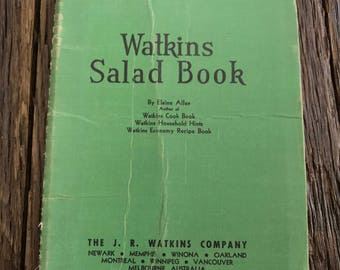 Watkins
Salad Book
By Elaine Allen
Author of
Watkins Cook Book
Watkins Household Hints
Watkins Economy Recipe Book
THE J. R. WATKINS COMPANY
NEWARK • MEMPHIS • WINONA • OAKLAND
MONTREAL • WINNIPEG • VANCOUVER
MELBOURNE, AUSTRALIA